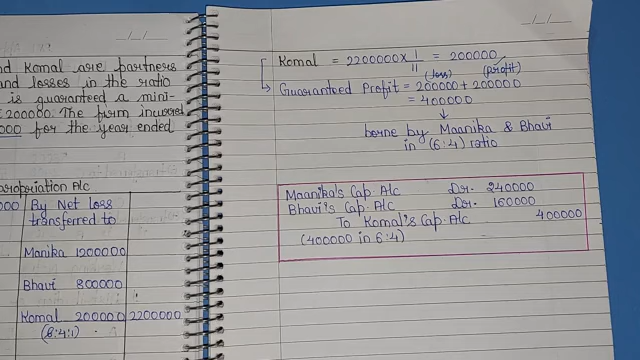 nd Komal are partners
and losses in the ratio
is guaranteed a mini-
200000. The firm incurred
000 for the year ended
propriation A|c
000
By Net loss
transferred to
Manika 1200000
Bhavi 800000
Komal 200000 2200000
(6:4:1)
Komal = 2200000 x 1/11 = 200000
(loss) (profit)
Guaranteed Profit = 200000 + 200000
= 400000
↓
borne by Maanika & Bhavi
in (6:4) ratio
Maanika's Cap. A|c Dr. 240000
Bhavi's Cap. A|c Dr. 160000
To Komal's Cap. A|c 400000
(400000 in 6:4)